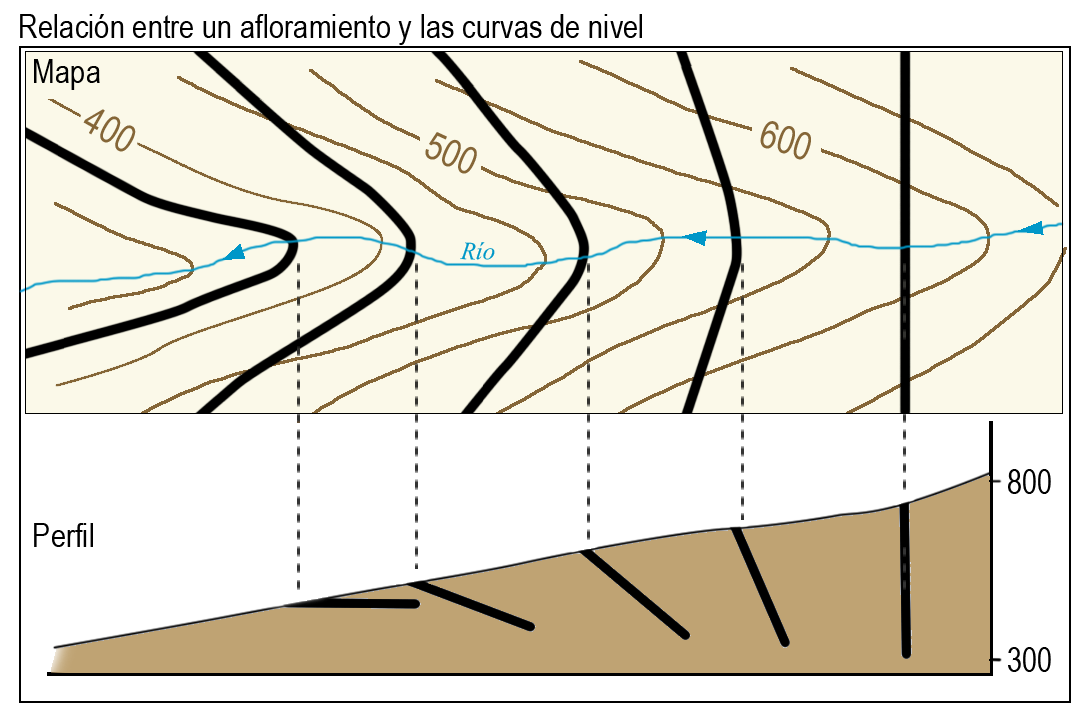 Relación entre un afloramiento y las curvas de nivel
Mapa
400
500
600
Río
Perfil
800
300